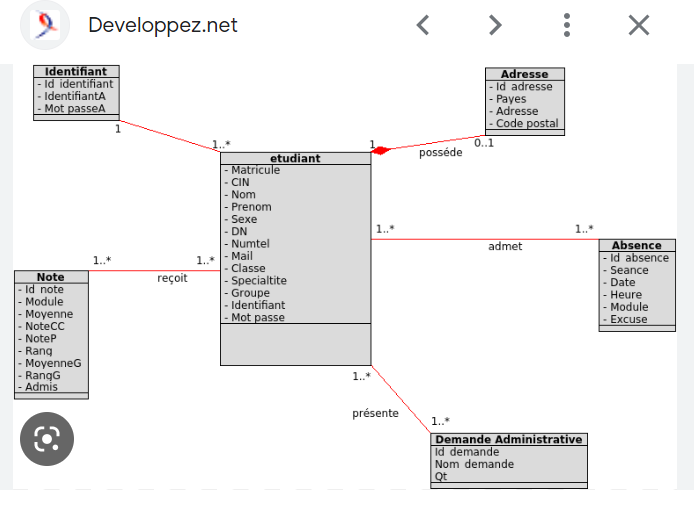 Developpez.net
Identifiant
- Id identifiant
- IdentifiantA
- Mot passeA
1
1..*
Adresse
- Id adresse
- Payes
- Adresse
- Code postal
1
posséde
0..1
etudiant
- Matricule
- CIN
- Nom
- Prenom
- Sexe
- DN
- Numtel
- Mail
- Classe
- Specialtite
- Groupe
- Identifiant
- Mot passe
1..*
1..*
admet
Absence
- Id absence
- Seance
- Date
- Heure
- Module
- Excuse
1..*
1..*
reçoit
Note
- Id note
- Module
- Moyenne
- NoteCC
- NoteP
- Rang
- MoyenneG
- RangG
- Admis
1..*
présente
1..*
Demande Administrative
Id demande
Nom demande
Qt